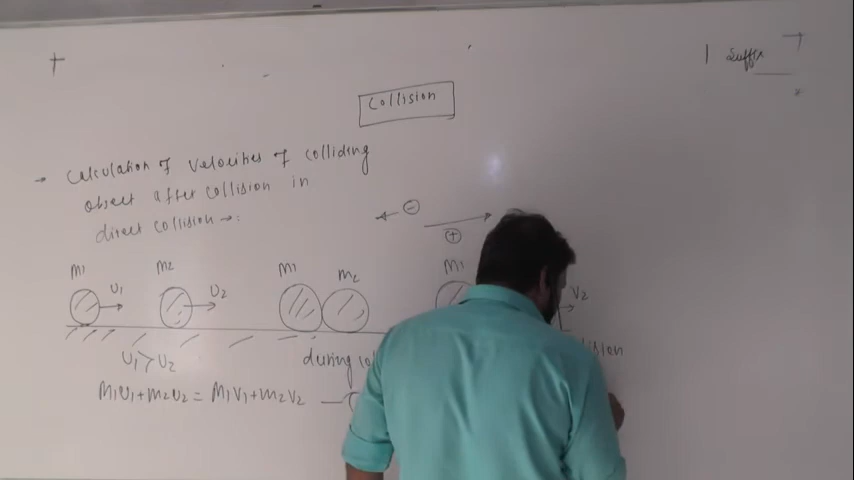 Suffix
Collision
→ Calculation of Velocities of colliding
object after collision in
direct collision →:
⊖
⊕
M1 M2 M1 M2 M1
U1 U2 V2
U1 > U2
during
M1U1+M2U2 = M1V1+M2V2